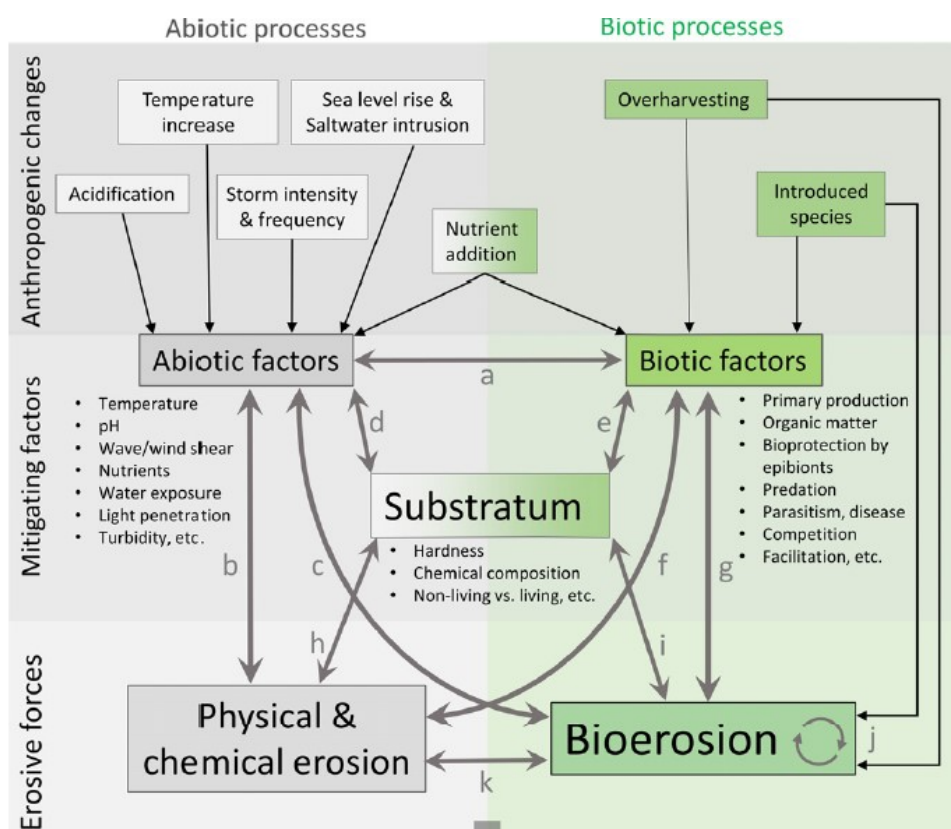 Abiotic processes
Biotic processes
Anthropogenic changes
Temperature
increase
Sea level rise &
Saltwater intrusion
Overharvesting
Acidification
Storm intensity
& frequency
Introduced
species
Nutrient
addition
Mitigating factors
Abiotic factors
a
Biotic factors
• Temperature
• pH
• Wave/wind shear
• Nutrients
• Water exposure
• Light penetration
• Turbidity, etc.
d
e
• Primary production
• Organic matter
• Bioprotection by
epibionts
• Predation
• Parasitism, disease
• Competition
• Facilitation, etc.
Substratum
• Hardness
• Chemical composition
• Non-living vs. living, etc.
b
c
f
g
h
i
Erosive forces
Physical &
chemical erosion
Bioerosion
j
k